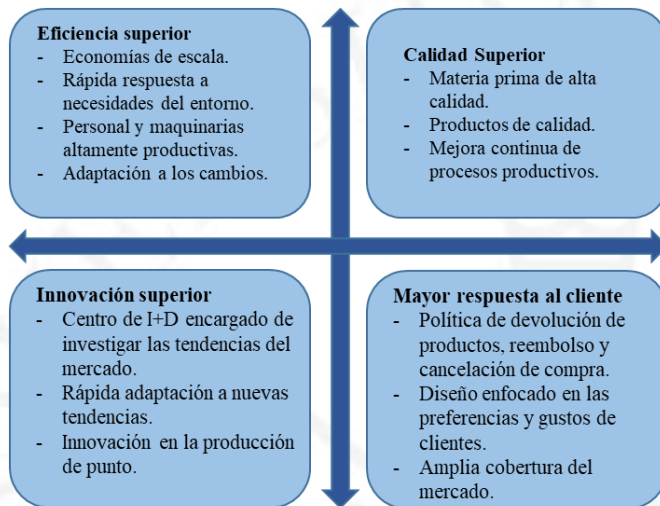 Eficiencia superior
- Economías de escala.
- Rápida respuesta a
necesidades del entorno.
- Personal y maquinarias
altamente productivas.
- Adaptación a los cambios.
Calidad Superior
- Materia prima de alta
calidad.
- Productos de calidad.
- Mejora continua de
procesos productivos.
Innovación superior
- Centro de I+D encargado de
investigar las tendencias del
mercado.
- Rápida adaptación a nuevas
tendencias.
- Innovación en la producción
de punto.
Mayor respuesta al cliente
- Política de devolución de
productos, reembolso y
cancelación de compra.
- Diseño enfocado en las
preferencias y gustos de
clientes.
- Amplia cobertura del
mercado.